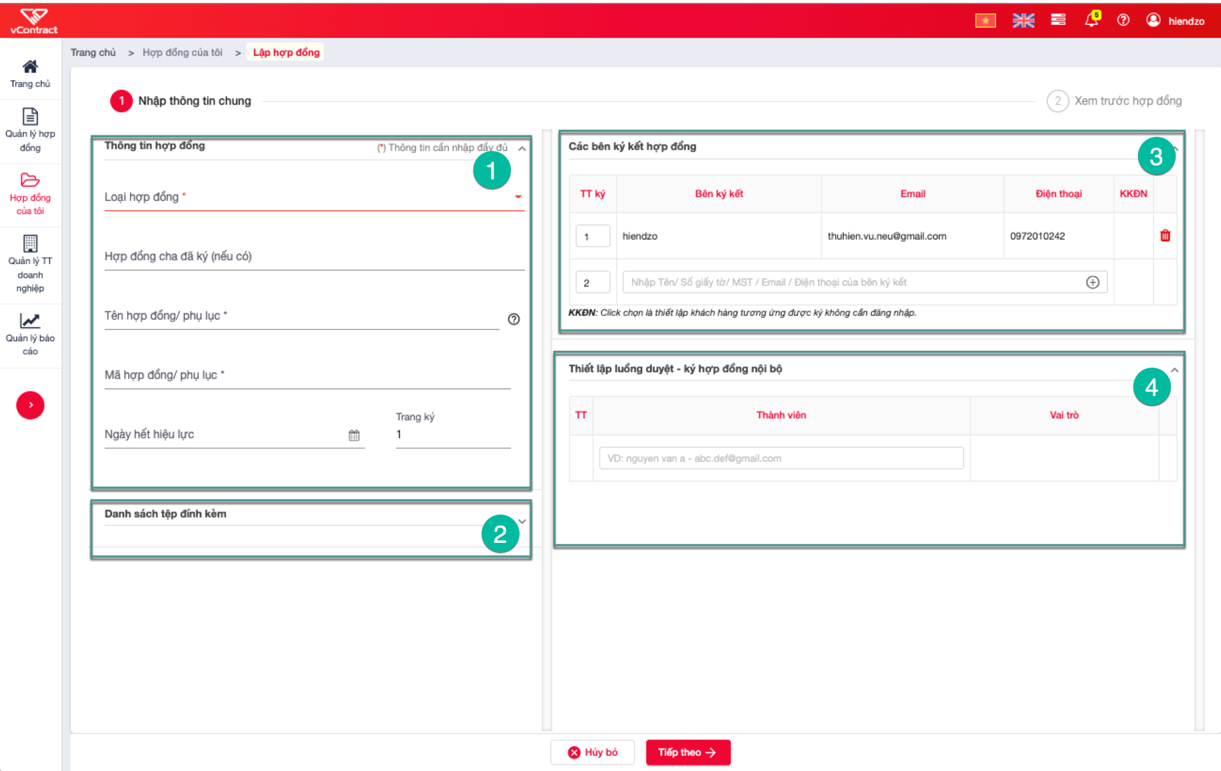 vContract
5
hiendzo
Trang chủ > Hợp đồng của tôi > Lập hợp đồng
Trang chủ
Quản lý hợp
đồng
Hợp đồng
của tôi
Quản lý TT
doanh
nghiệp
Quản lý báo
cáo
1 Nhập thông tin chung
2 Xem trước hợp đồng
Thông tin hợp đồng
(*) Thông tin cần nhập đầy đủ
1
Loại hợp đồng *
Hợp đồng cha đã ký (nếu có)
Tên hợp đồng/ phụ lục *
Mã hợp đồng/ phụ lục *
Ngày hết hiệu lực
Trang ký
1
Danh sách tệp đính kèm
2
Các bên ký kết hợp đồng
3
TT ký Bên ký kết Email Điện thoại KKĐN
1 hiendzo thuhien.vu.neu@gmail.com 0972010242
2 Nhập Tên/ Số giấy tờ/ MST / Email / Điện thoại của bên ký kết
KKĐN: Click chọn là thiết lập khách hàng tương ứng được ký không cần đăng nhập.
Thiết lập luồng duyệt - ký hợp đồng nội bộ
4
TT Thành viên Vai trò
VD: nguyen van a - abc.def@gmail.com
Hủy bỏ
Tiếp theo